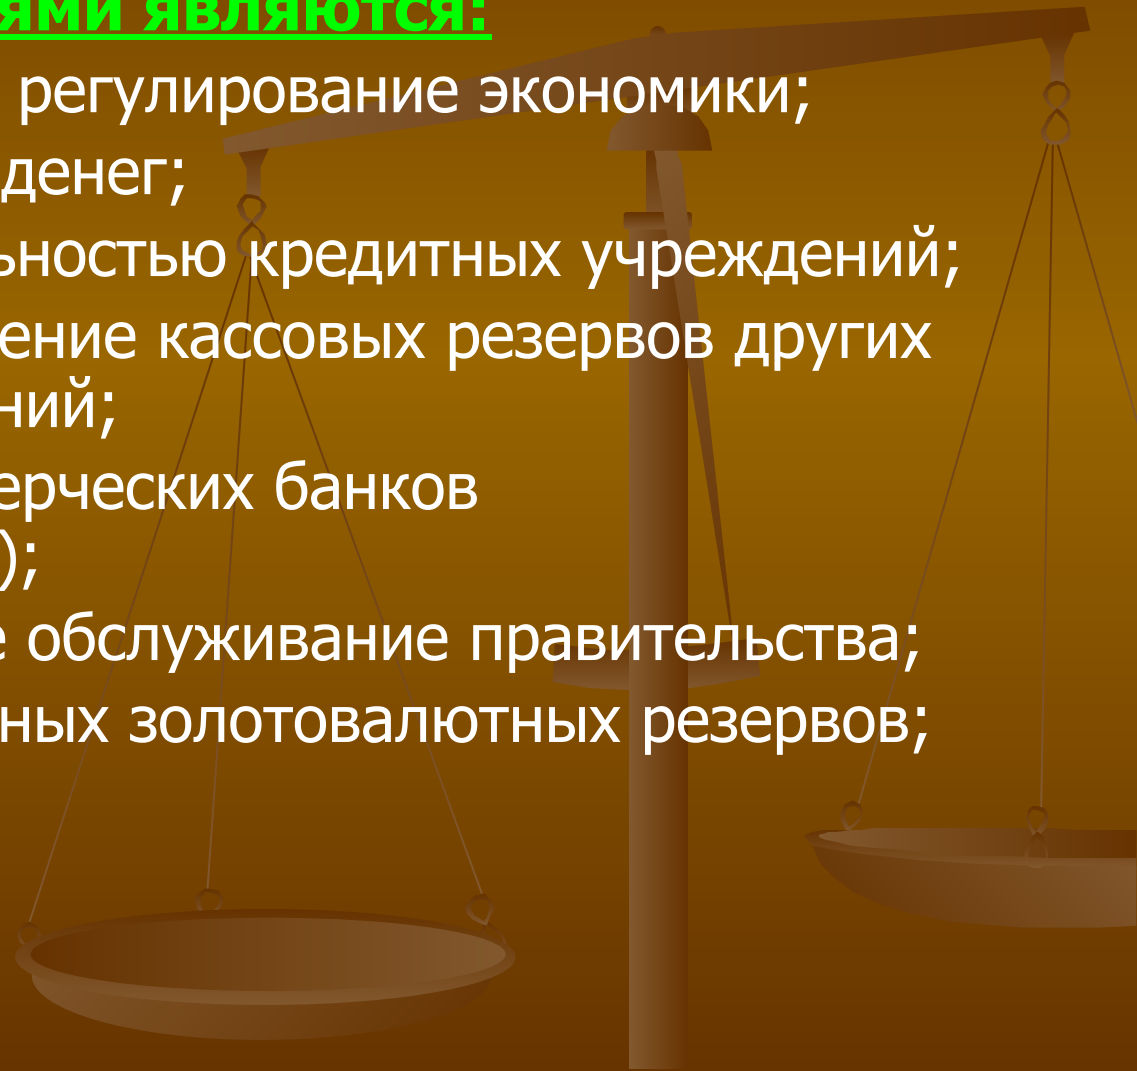 ями являются:
регулирование экономики;
денег;
ьностью кредитных учреждений;
ение кассовых резервов других
ний;
ерческих банков
);
е обслуживание правительства;
ных золотовалютных резервов;